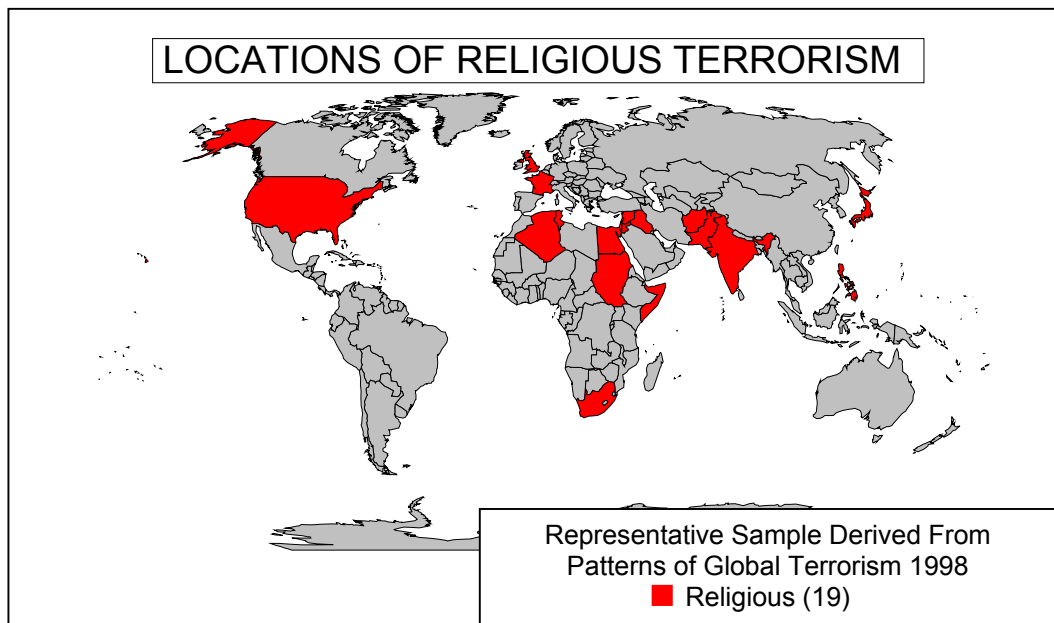 LOCATIONS OF RELIGIOUS TERRORISM
Representative Sample Derived From
Patterns of Global Terrorism 1998
Religious (19)